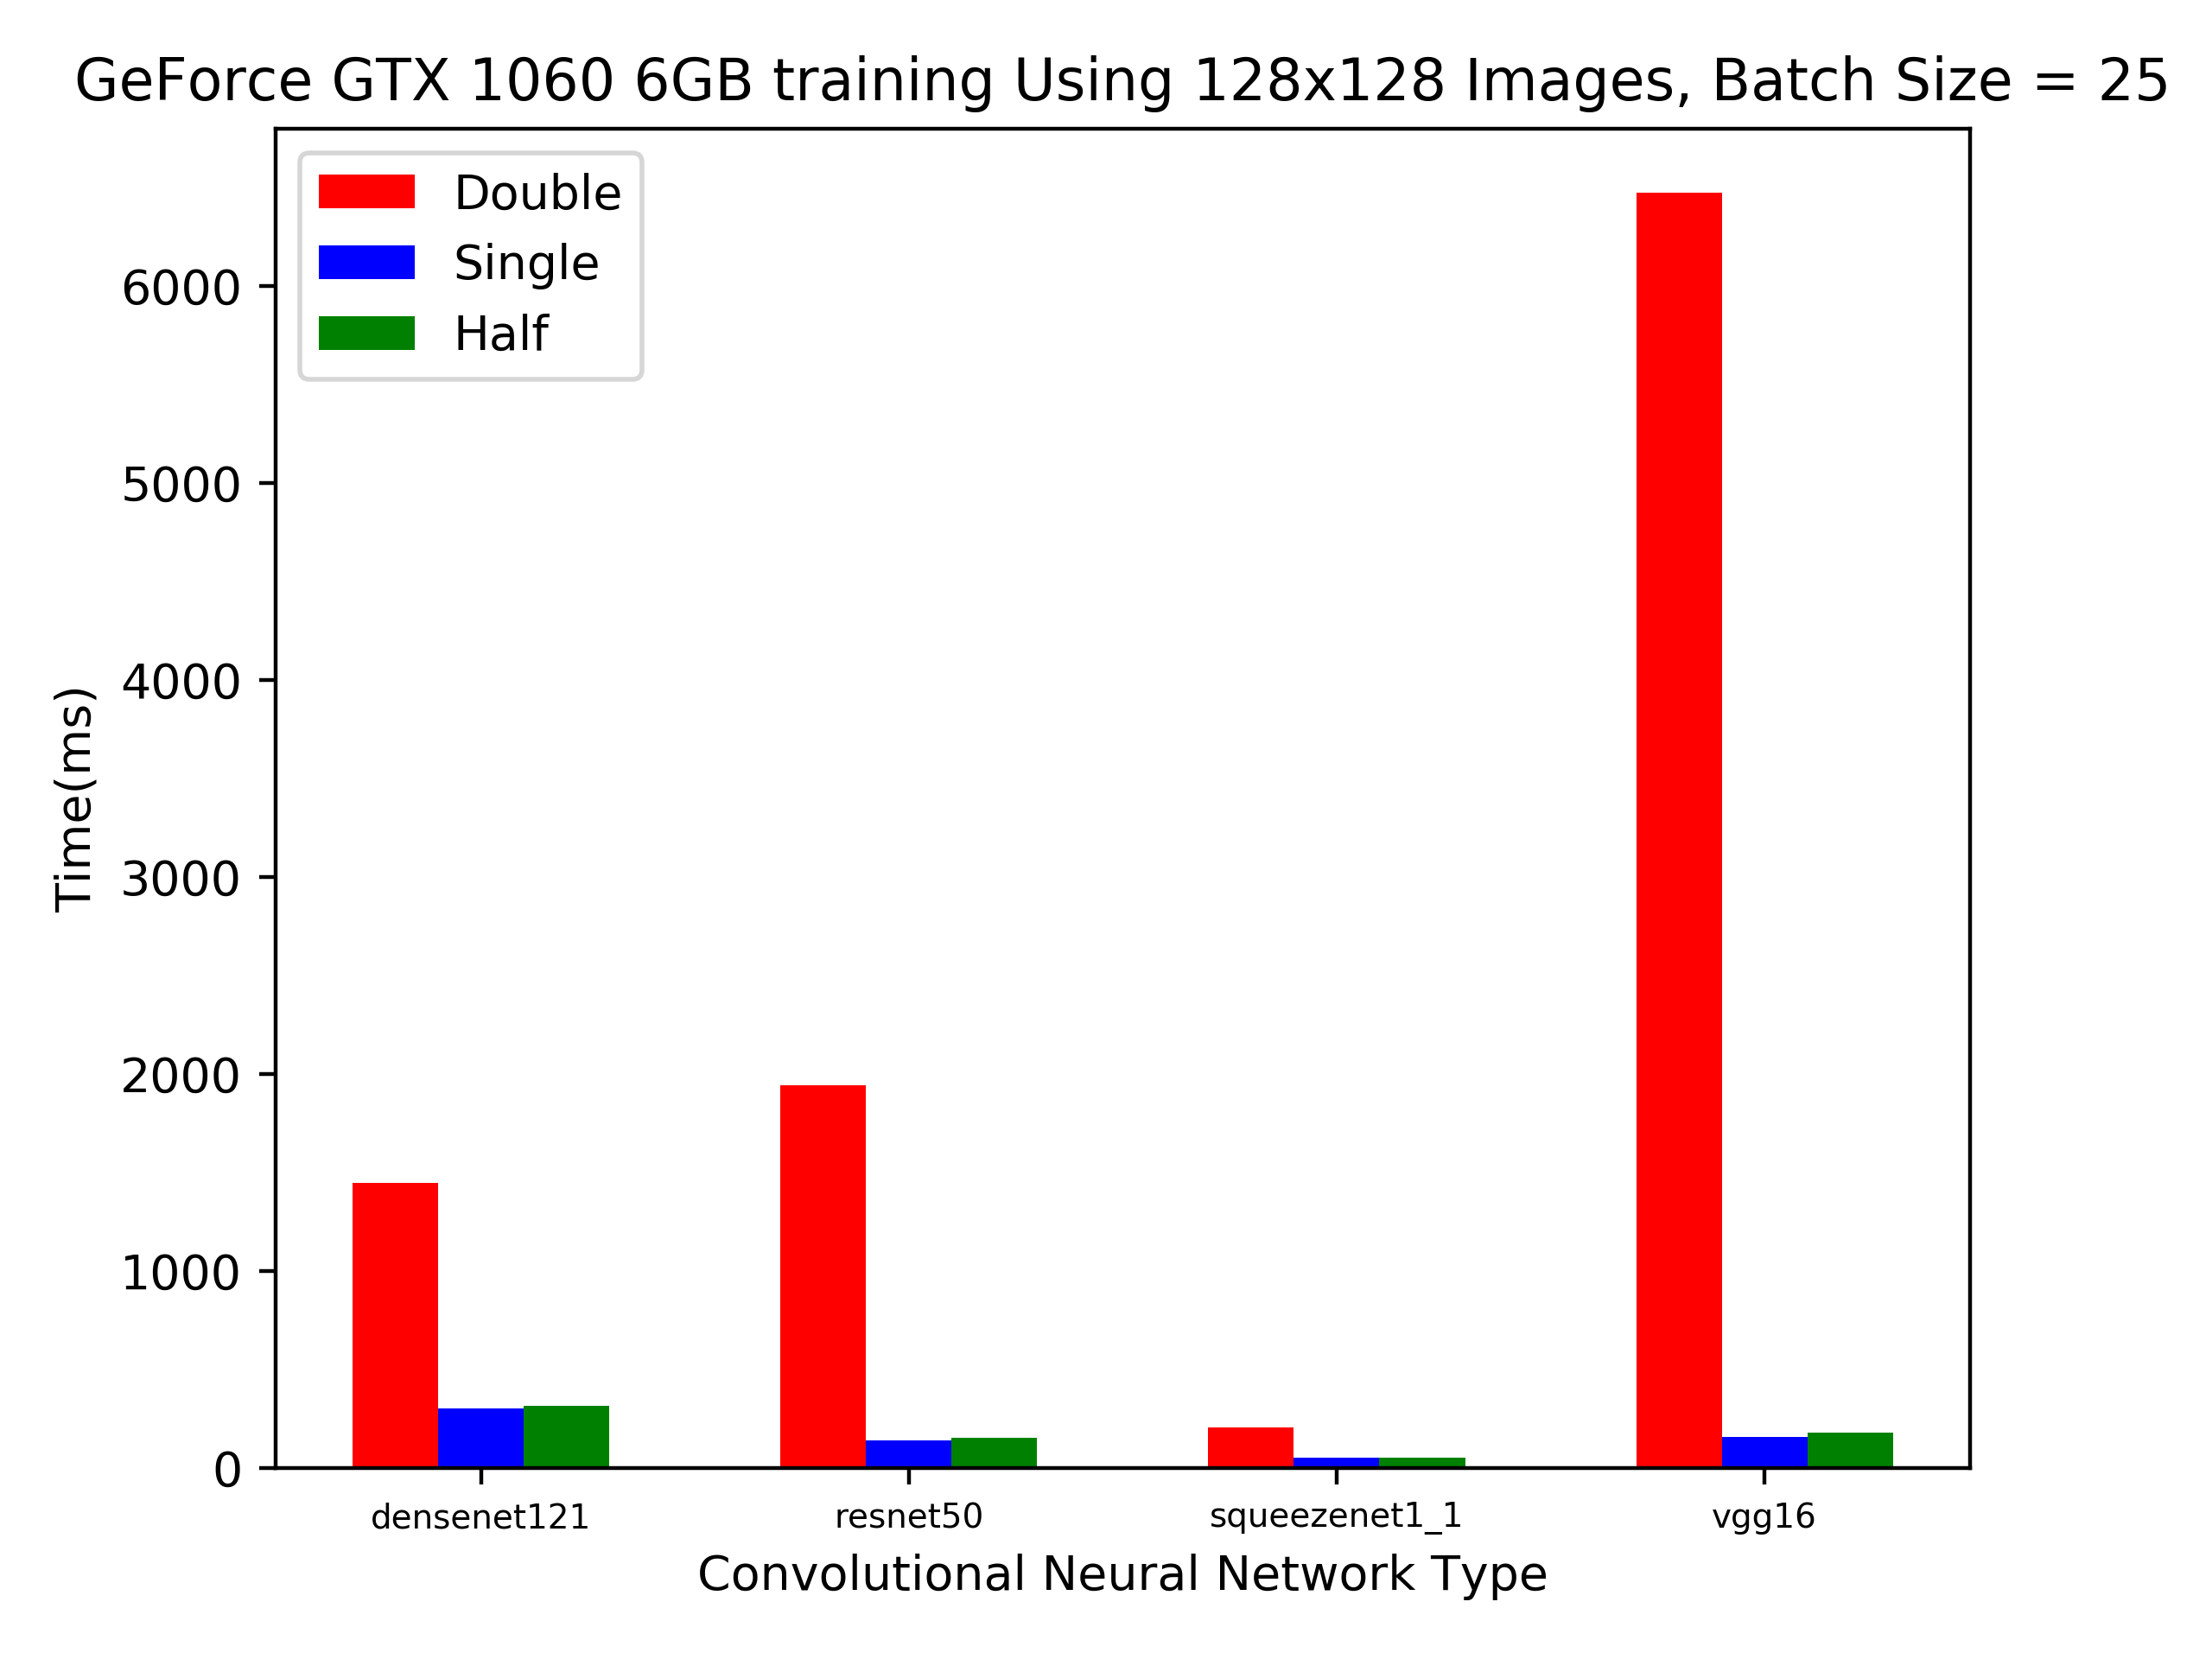 GeForce GTX 1060 6GB training Using 128x128 Images, Batch Size = 25
Double
Single
Half
6000
5000
4000
3000
2000
1000
0
Time(ms)
densenet121 resnet50 squeezenet1_1 vgg16
Convolutional Neural Network Type